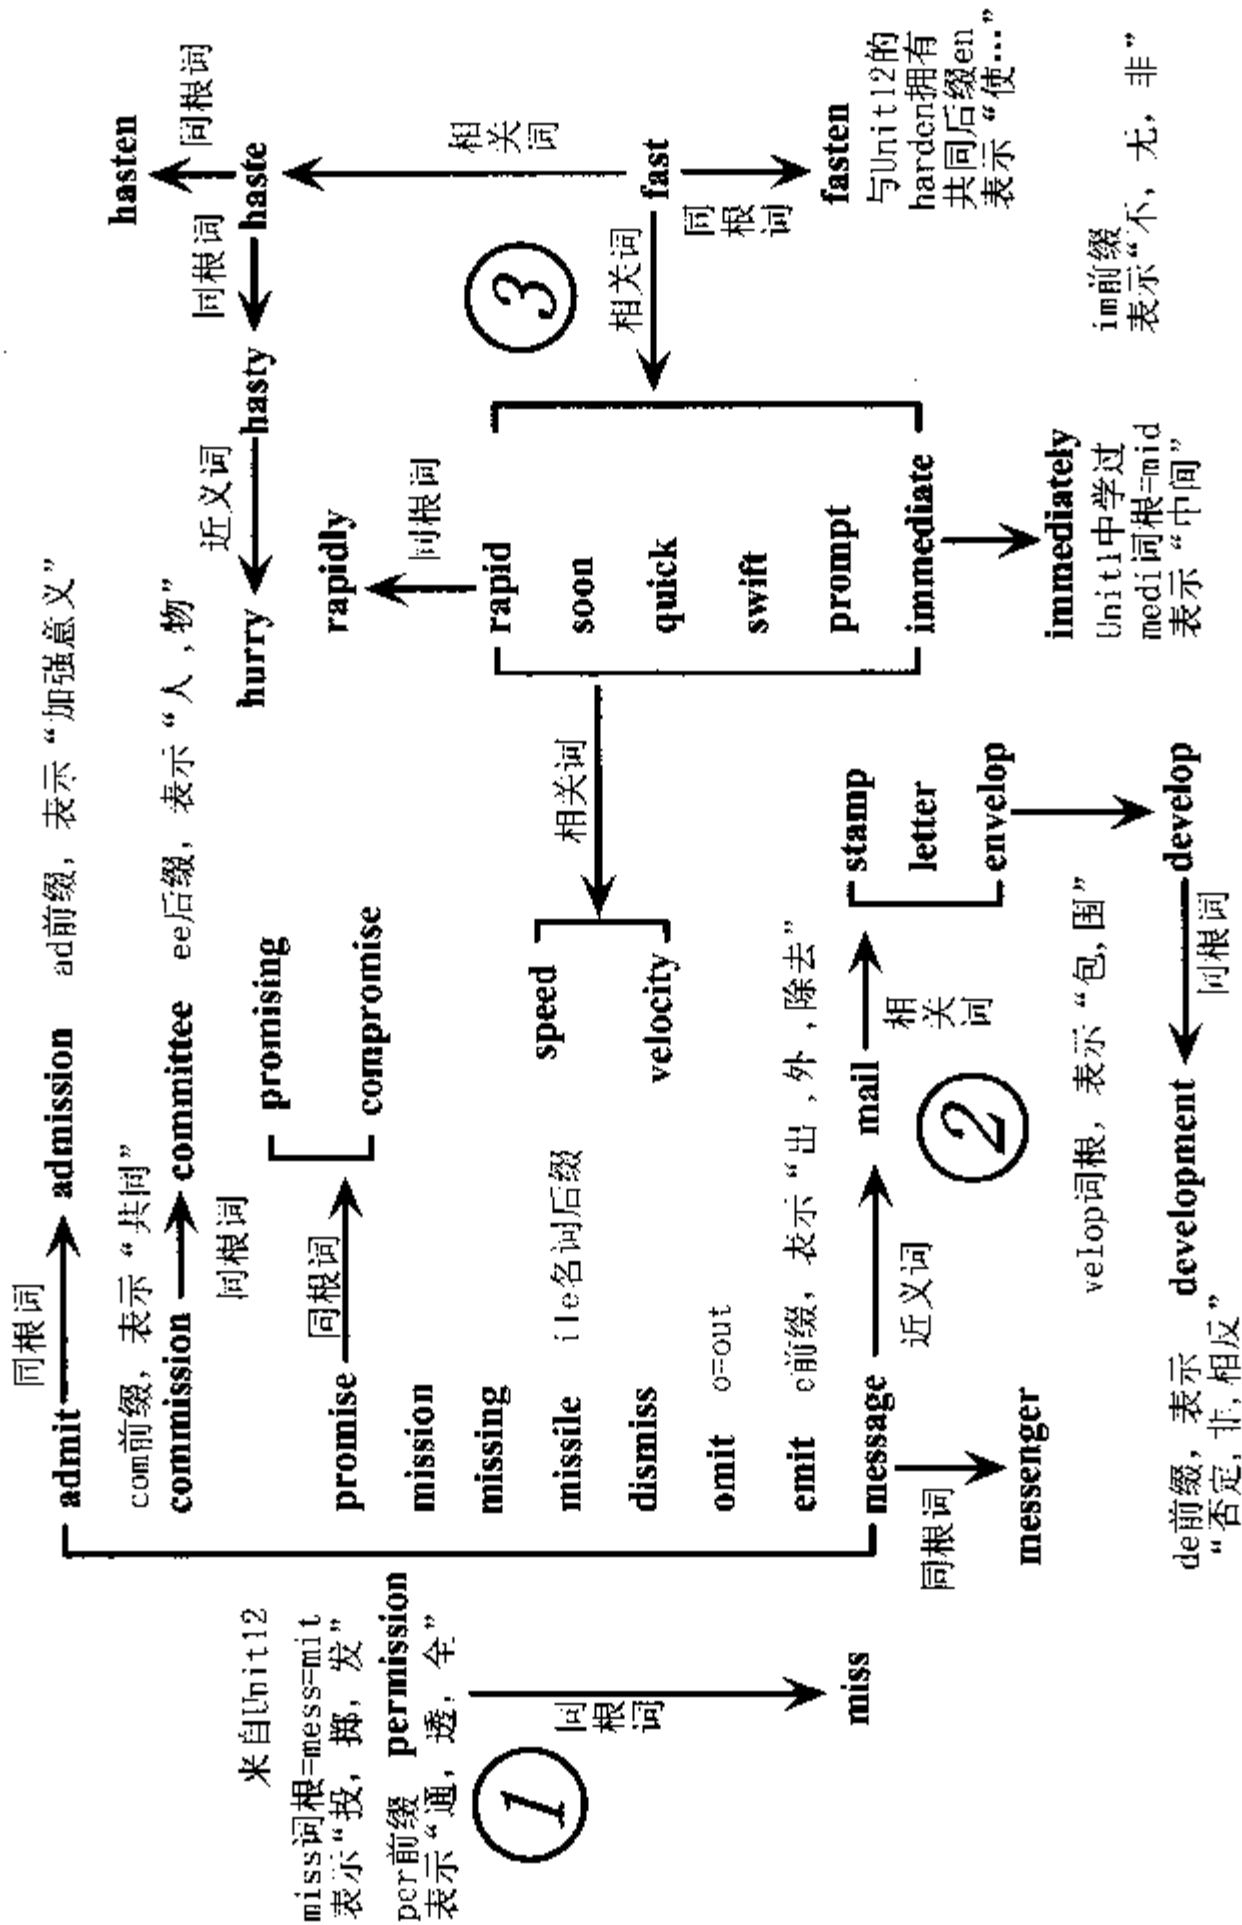 来自Unit12
miss词根=mess=mit
表示“投，掷，发”
per前缀
permission
表示“通，透，全”
1
同根词
miss
admit
同根词
admission
ad前缀，表示“加强意义”
com前缀，表示“共同”
commission
同根词
committee
ee后缀，表示“人,物”
promise
同根词
promising
compromise
mission
missing
missile
ile名词后缀
dismiss
omit
o=out
emit
e前缀，表示“出,外,除去”
message
同根词
messenger
近义词
mail
相关词
2
stamp
letter
envelop
velop词根，表示“包,围”
develop
同根词
development
de前缀，表示
“否定,非,相反”
hasten
同根词
haste
同根词
hasty
近义词
hurry
相关词
3
fast
同根词
fasten
与Unit12的
harden拥有
共同后缀en
表示“使…”
相关词
rapid
soon
quick
swift
prompt
immediate
同根词
rapidly
相关词
speed
velocity
immediately
Unit1中学过
medi词根=mid
表示“中间”
im前缀
表示“不，无，非”